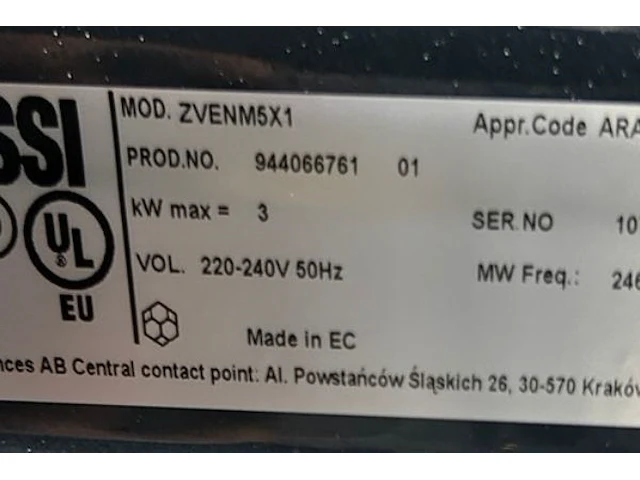 SSI
MOD. ZVENM5X1
Appr.Code ARA
PROD.NO. 944066761 01
kW max = 3
SER.NO 10
UL
®
VOL. 220-240V 50Hz
MW Freq.: 246
EU
Made in EC
nces AB Central contact point: Al. Powstańców Śląskich 26, 30-570 Kraków